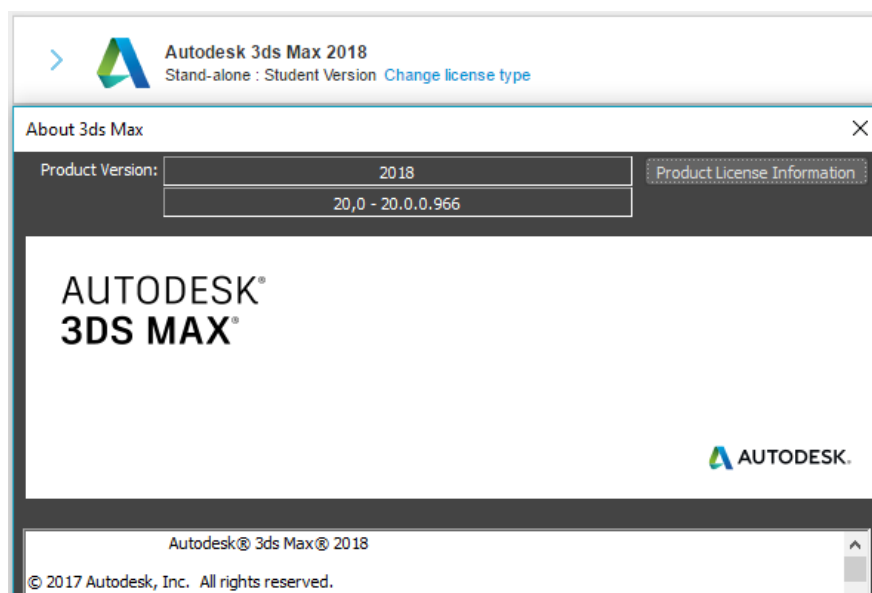 Autodesk 3ds Max 2018
Stand-alone : Student Version Change license type
About 3ds Max
Product Version: 2018 Product License Information
20,0 - 20.0.0.966
AUTODESK®
3DS MAX®
AUTODESK.
Autodesk® 3ds Max® 2018
© 2017 Autodesk, Inc. All rights reserved.